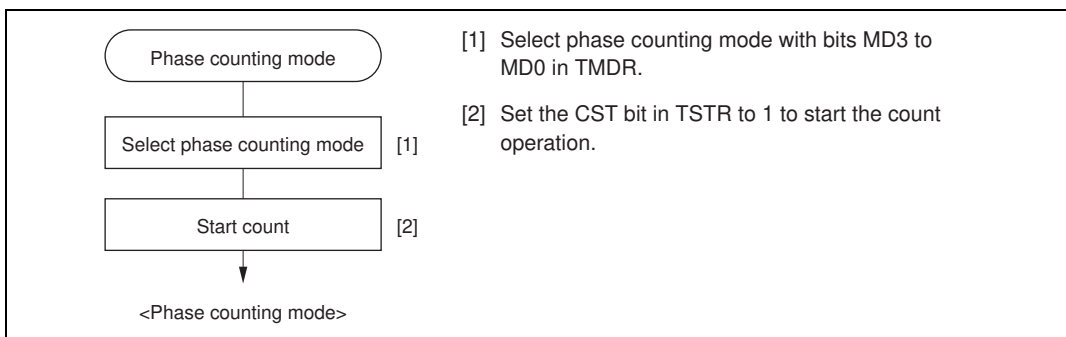 Phase counting mode
Select phase counting mode
[1]
Start count
[2]
<Phase counting mode>
[1] Select phase counting mode with bits MD3 to
MD0 in TMDR.
[2] Set the CST bit in TSTR to 1 to start the count
operation.